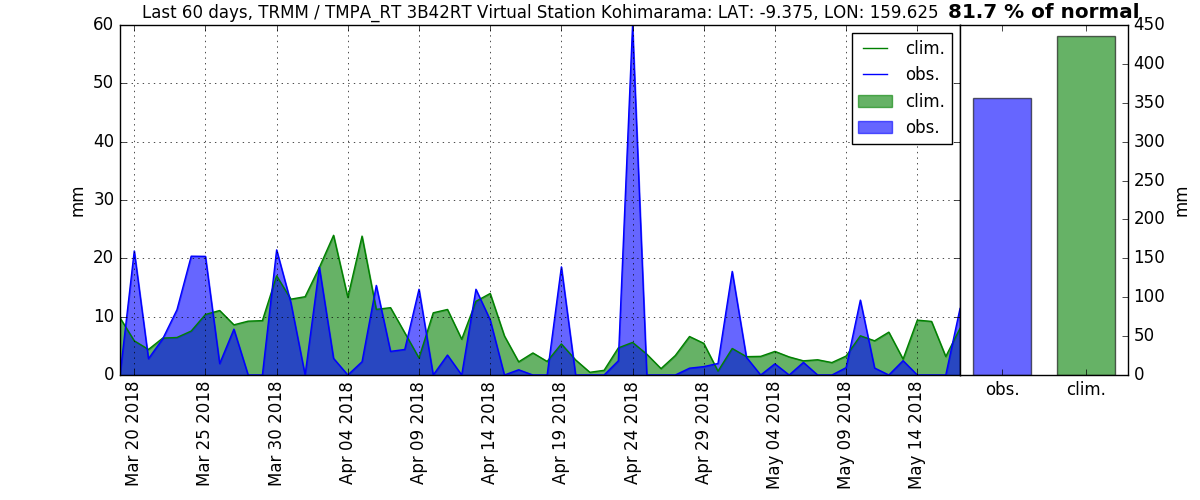 Last 60 days, TRMM / TMPA_RT 3B42RT Virtual Station Kohimarama: LAT: -9.375, LON: 159.625
81.7 % of normal
mm
60
50
40
30
20
10
0
clim.
obs.
clim.
obs.
Mar 20 2018
Mar 25 2018
Mar 30 2018
Apr 04 2018
Apr 09 2018
Apr 14 2018
Apr 19 2018
Apr 24 2018
Apr 29 2018
May 04 2018
May 09 2018
May 14 2018
450
400
350
300
250
200
150
100
50
0
mm
obs.
clim.